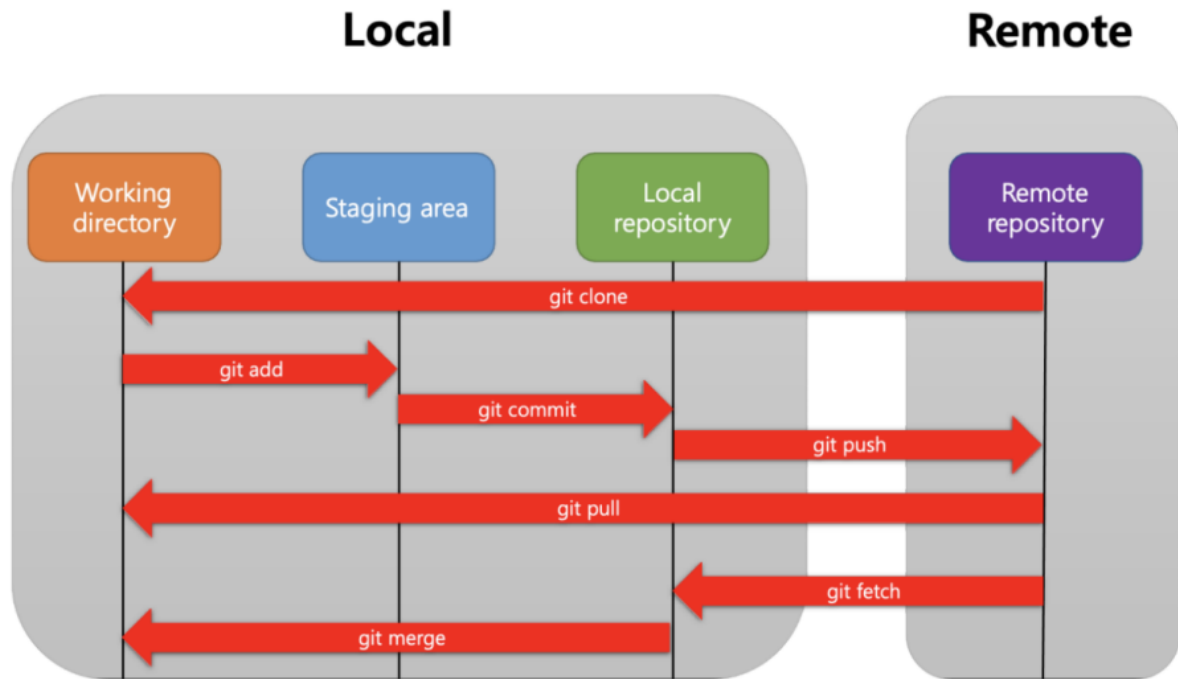 Local
Remote
Working
directory
Staging area
Local
repository
Remote
repository
git clone
git add
git commit
git push
git pull
git fetch
git merge